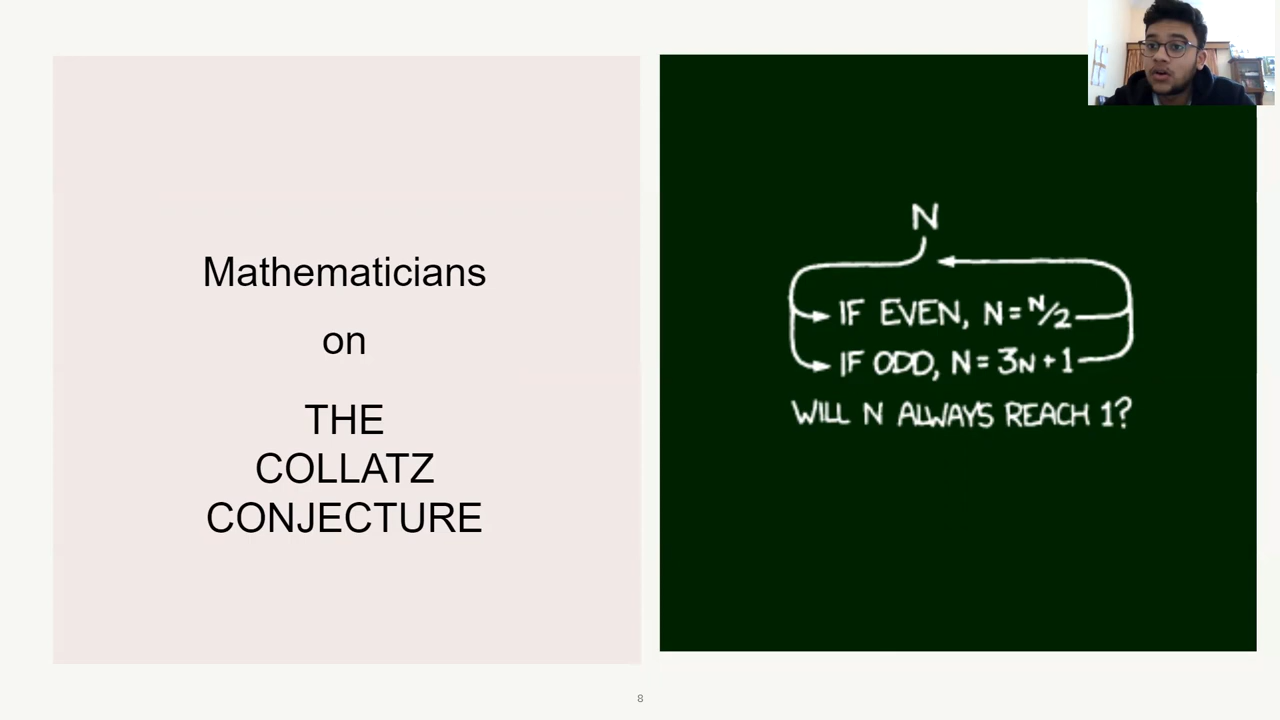 Mathematicians
on
THE
COLLATZ
CONJECTURE
N
IF EVEN, N = N/2
IF ODD, N = 3N + 1
WILL N ALWAYS REACH 1?
8